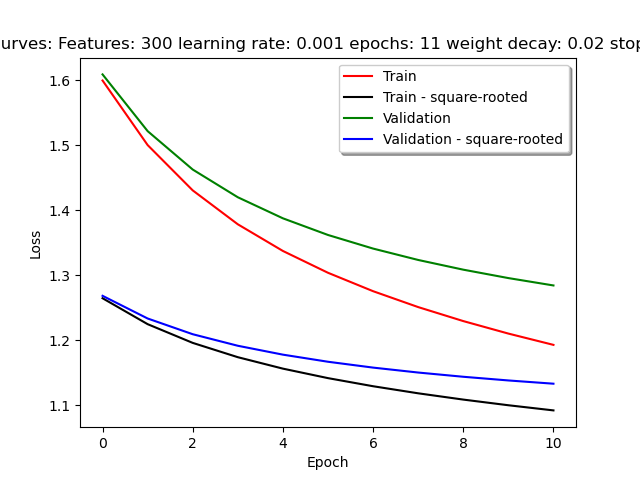 urves: Features: 300 learning rate: 0.001 epochs: 11 weight decay: 0.02 stop
1.6
1.5
1.4
1.3
1.2
1.1
Loss
Train
Train - square-rooted
Validation
Validation - square-rooted
0 2 4 6 8 10
Epoch